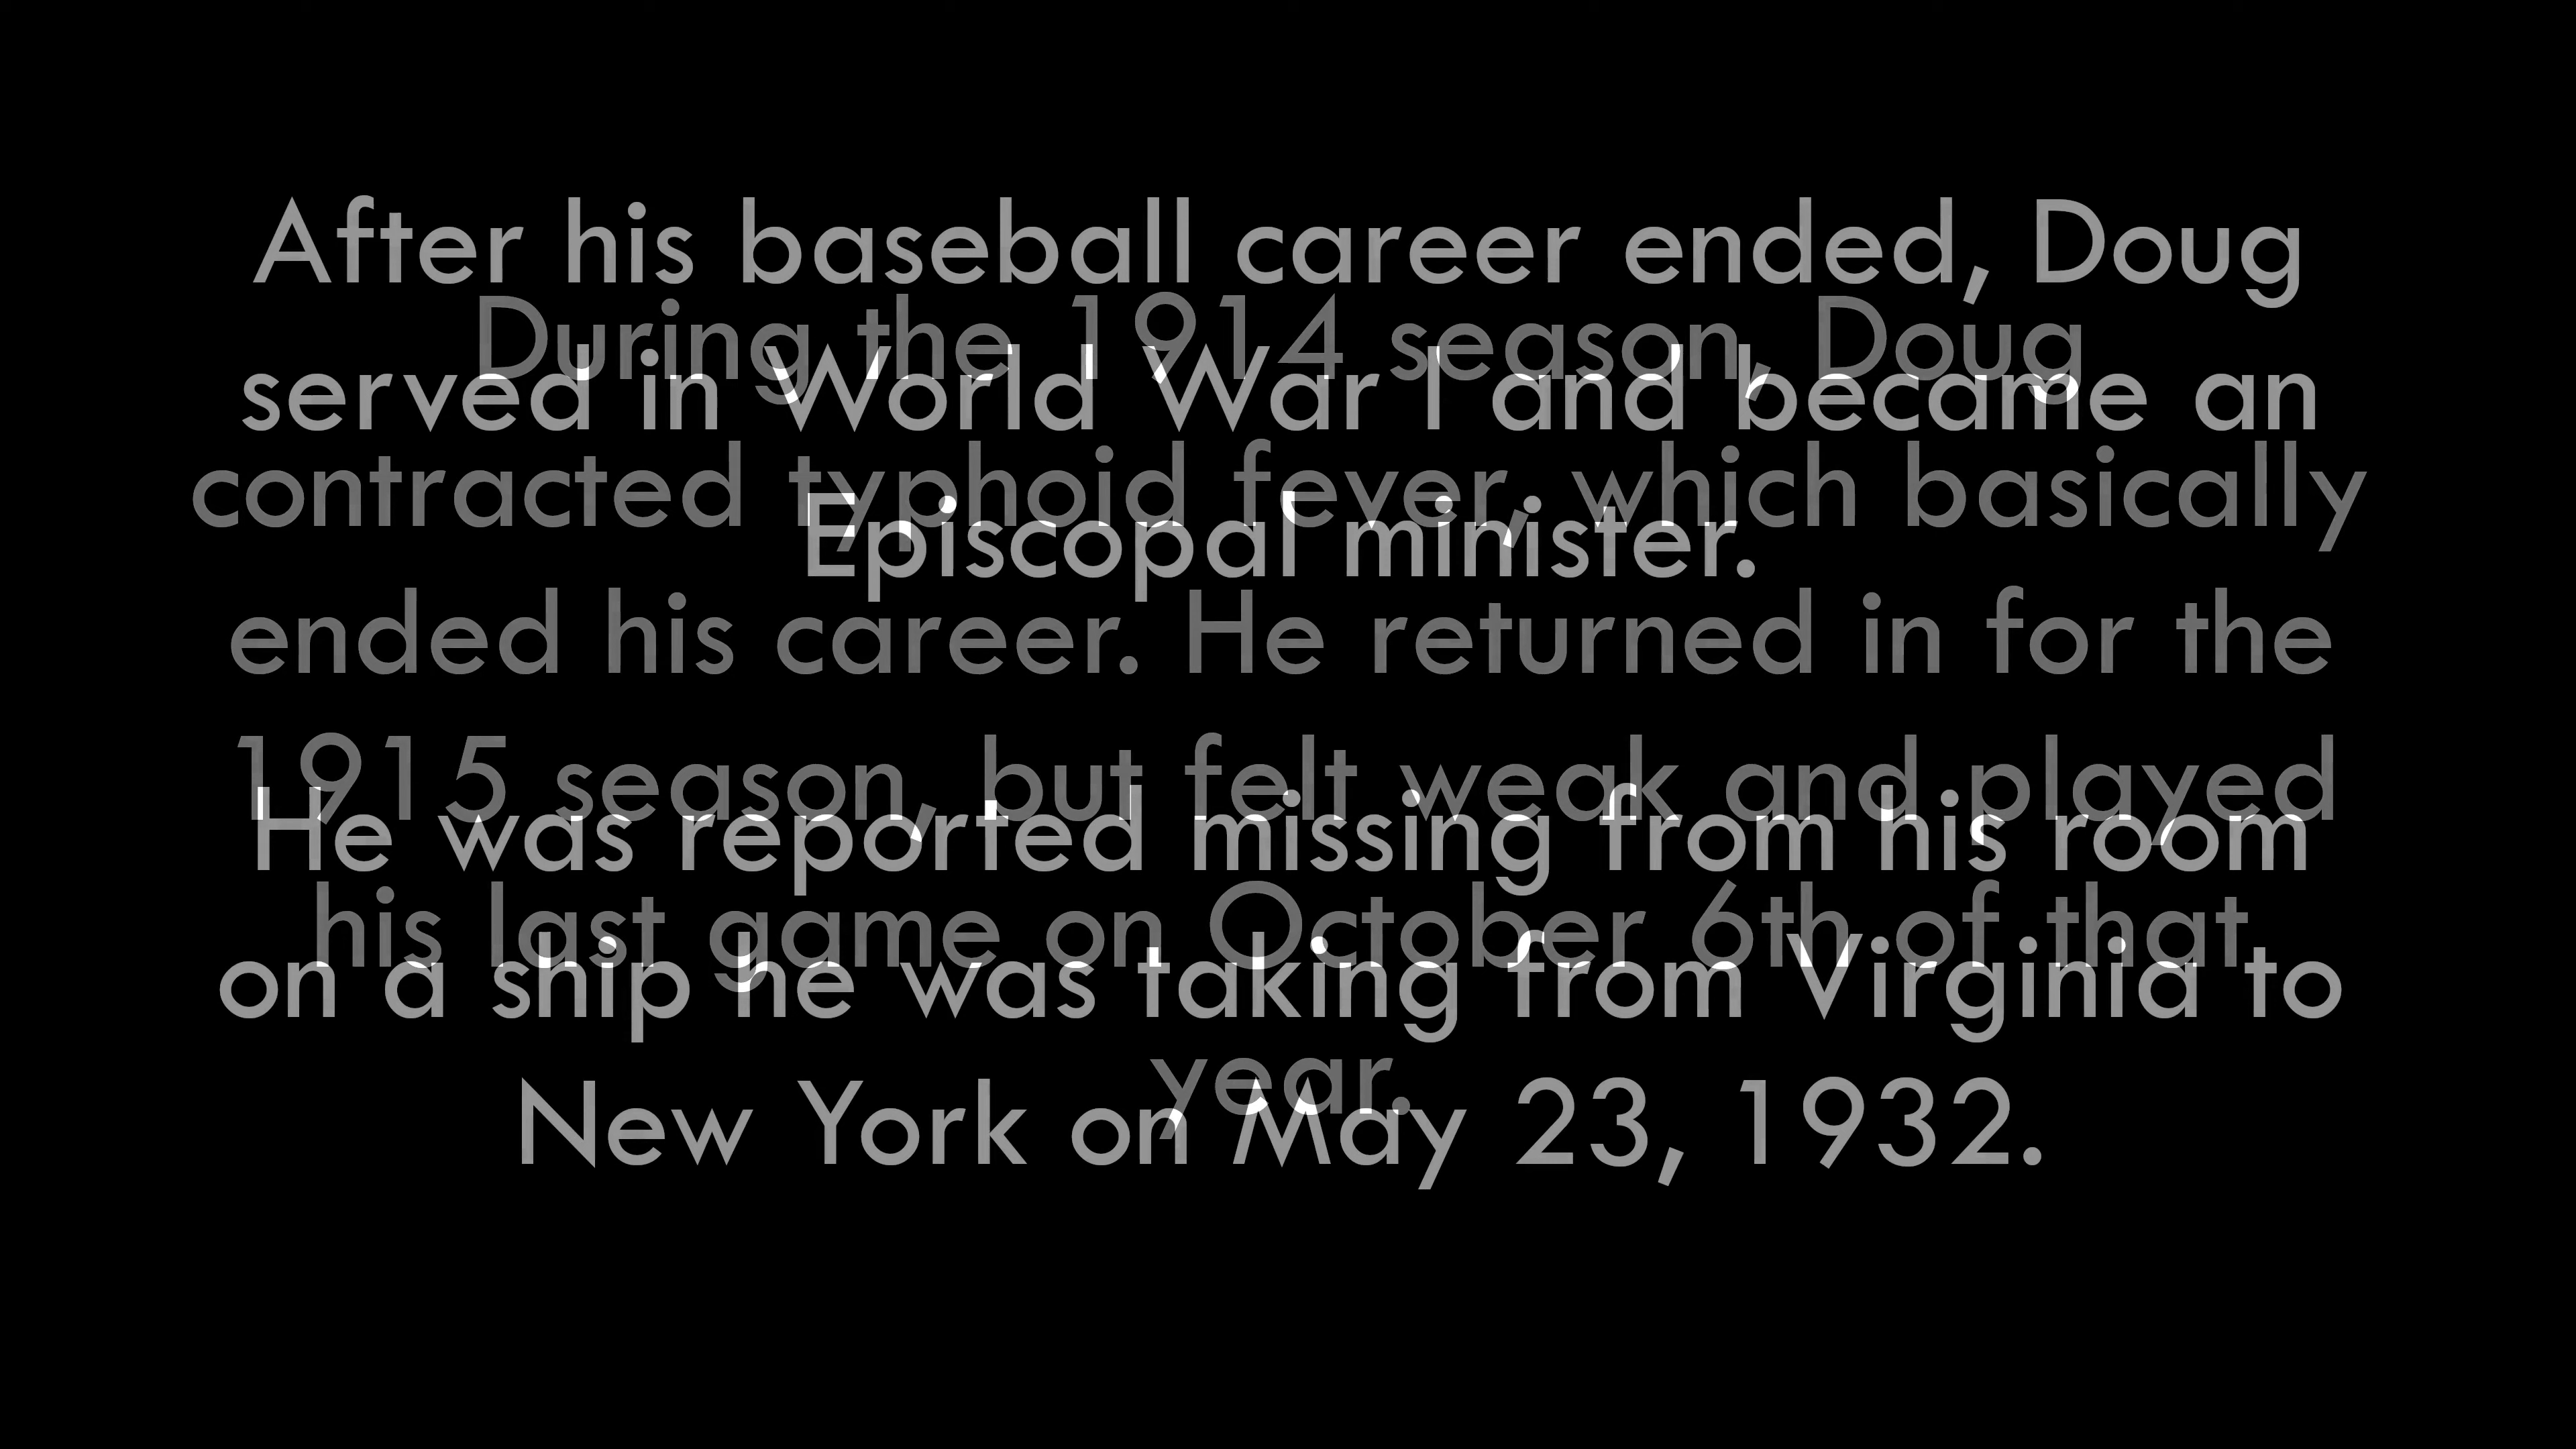 After his baseball career ended, Doug
served in World War I and became an
Episcopal minister.
He was reported missing from his room
on a ship he was taking from Virginia to
New York on May 23, 1932.
During the 1914 season, Doug
contracted typhoid fever, which basically
ended his career. He returned in for the
1915 season, but felt weak and played
his last game on October 6th of that
year.